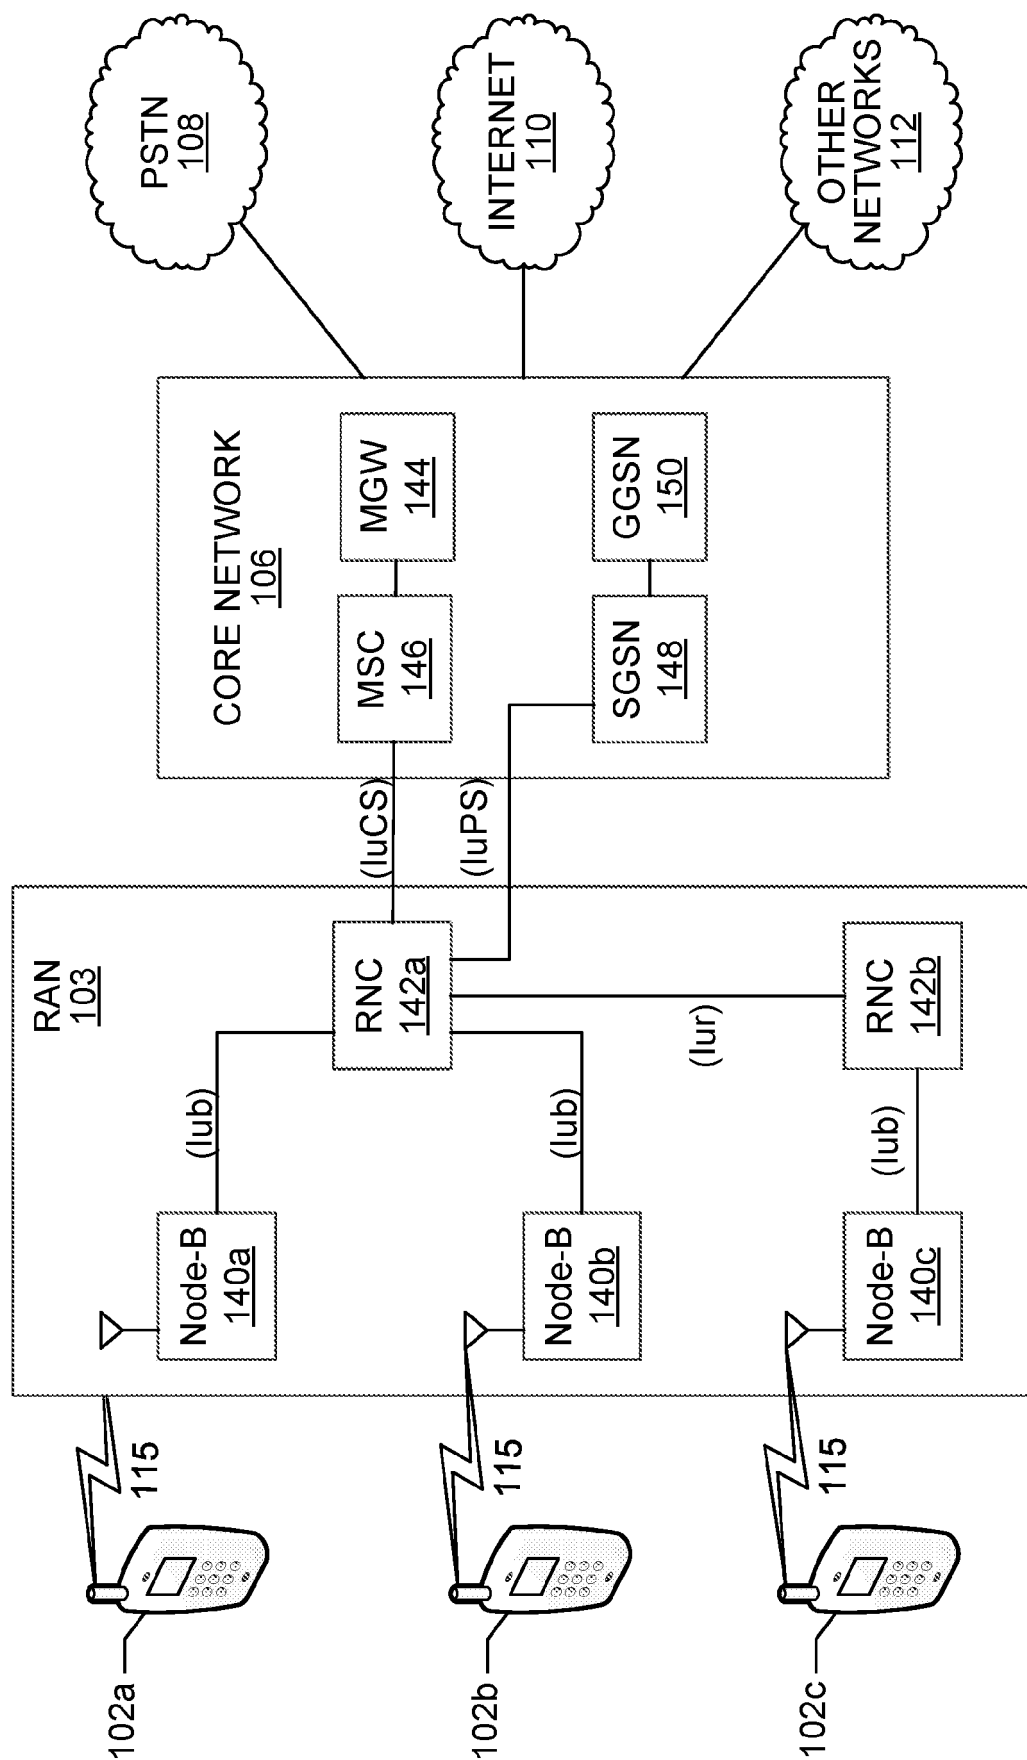 102a
115
Node-B
140a
(Iub)
RAN
103
RNC
142a
(IuCS)
(IuPS)
CORE NETWORK
106
MSC
146
MGW
144
SGSN
148
GGSN
150
PSTN
108
INTERNET
110
OTHER
NETWORKS
112
102b
115
Node-B
140b
(Iub)
(Iur)
102c
115
Node-B
140c
(Iub)
RNC
142b